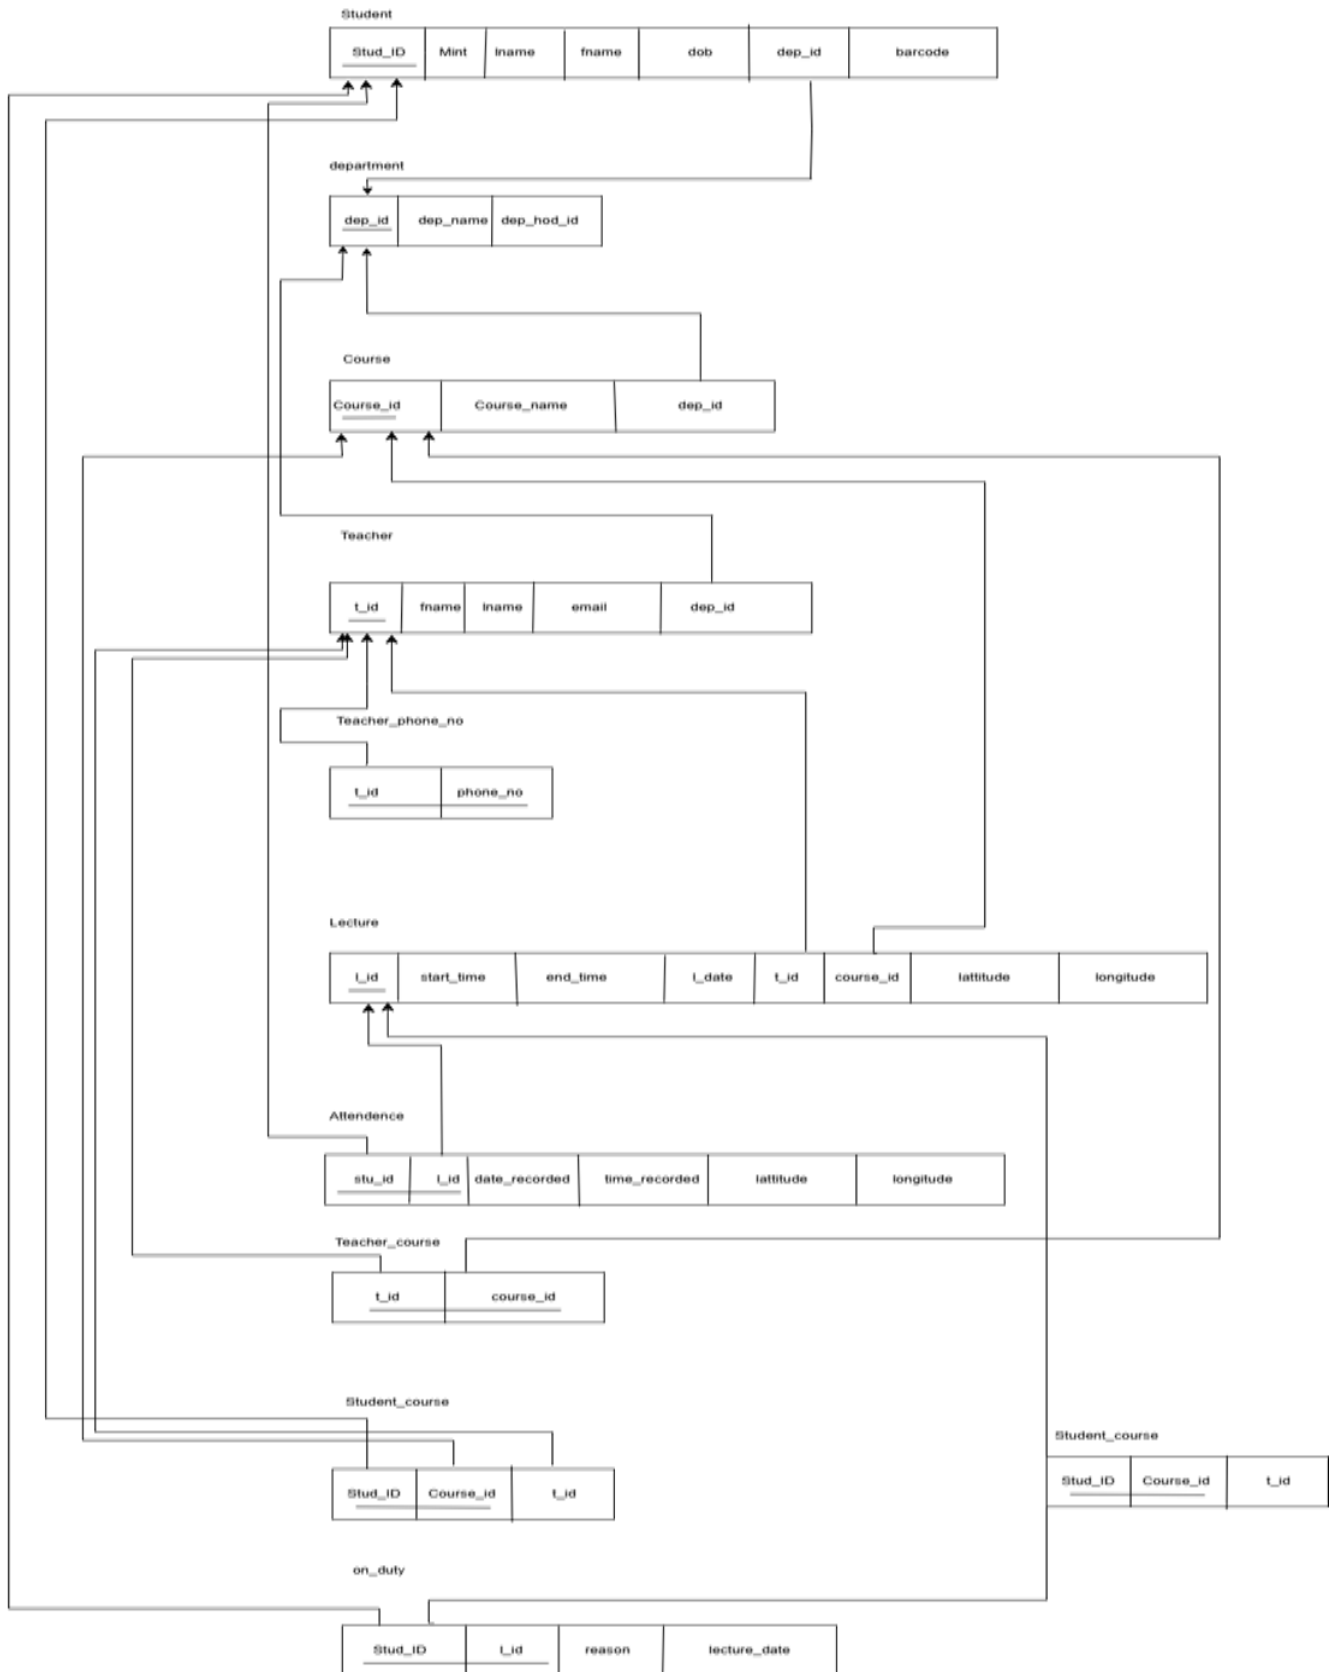 Student
Stud_ID Mint lname fname dob dep_id barcode
department
dep_id dep_name dep_hod_id
Course
Course_id Course_name dep_id
Teacher
t_id fname lname email dep_id
Teacher_phone_no
t_id phone_no
Lecture
l_id start_time end_time l_date t_id course_id lattitude longitude
Attendence
stu_id l_id date_recorded time_recorded lattitude longitude
Teacher_course
t_id course_id
Student_course
Stud_ID Course_id t_id
Student_course
Stud_ID Course_id t_id
on_duty
Stud_ID l_id reason lecture_date